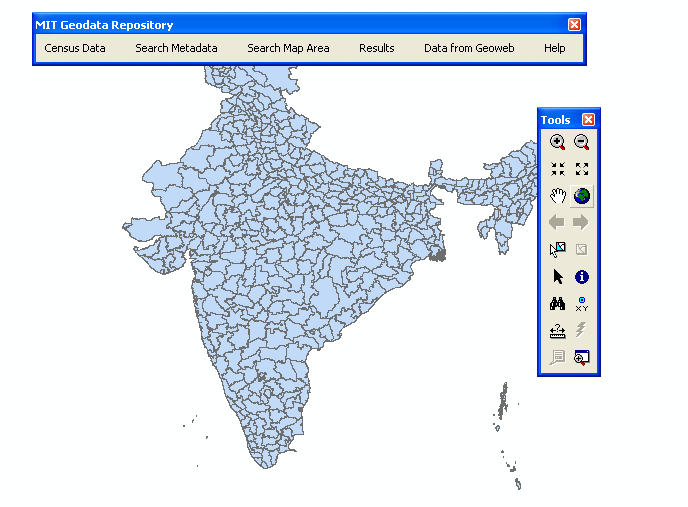 MIT Geodata Repository
Census Data Search Metadata Search Map Area Results Data from Geoweb Help
Tools
XY